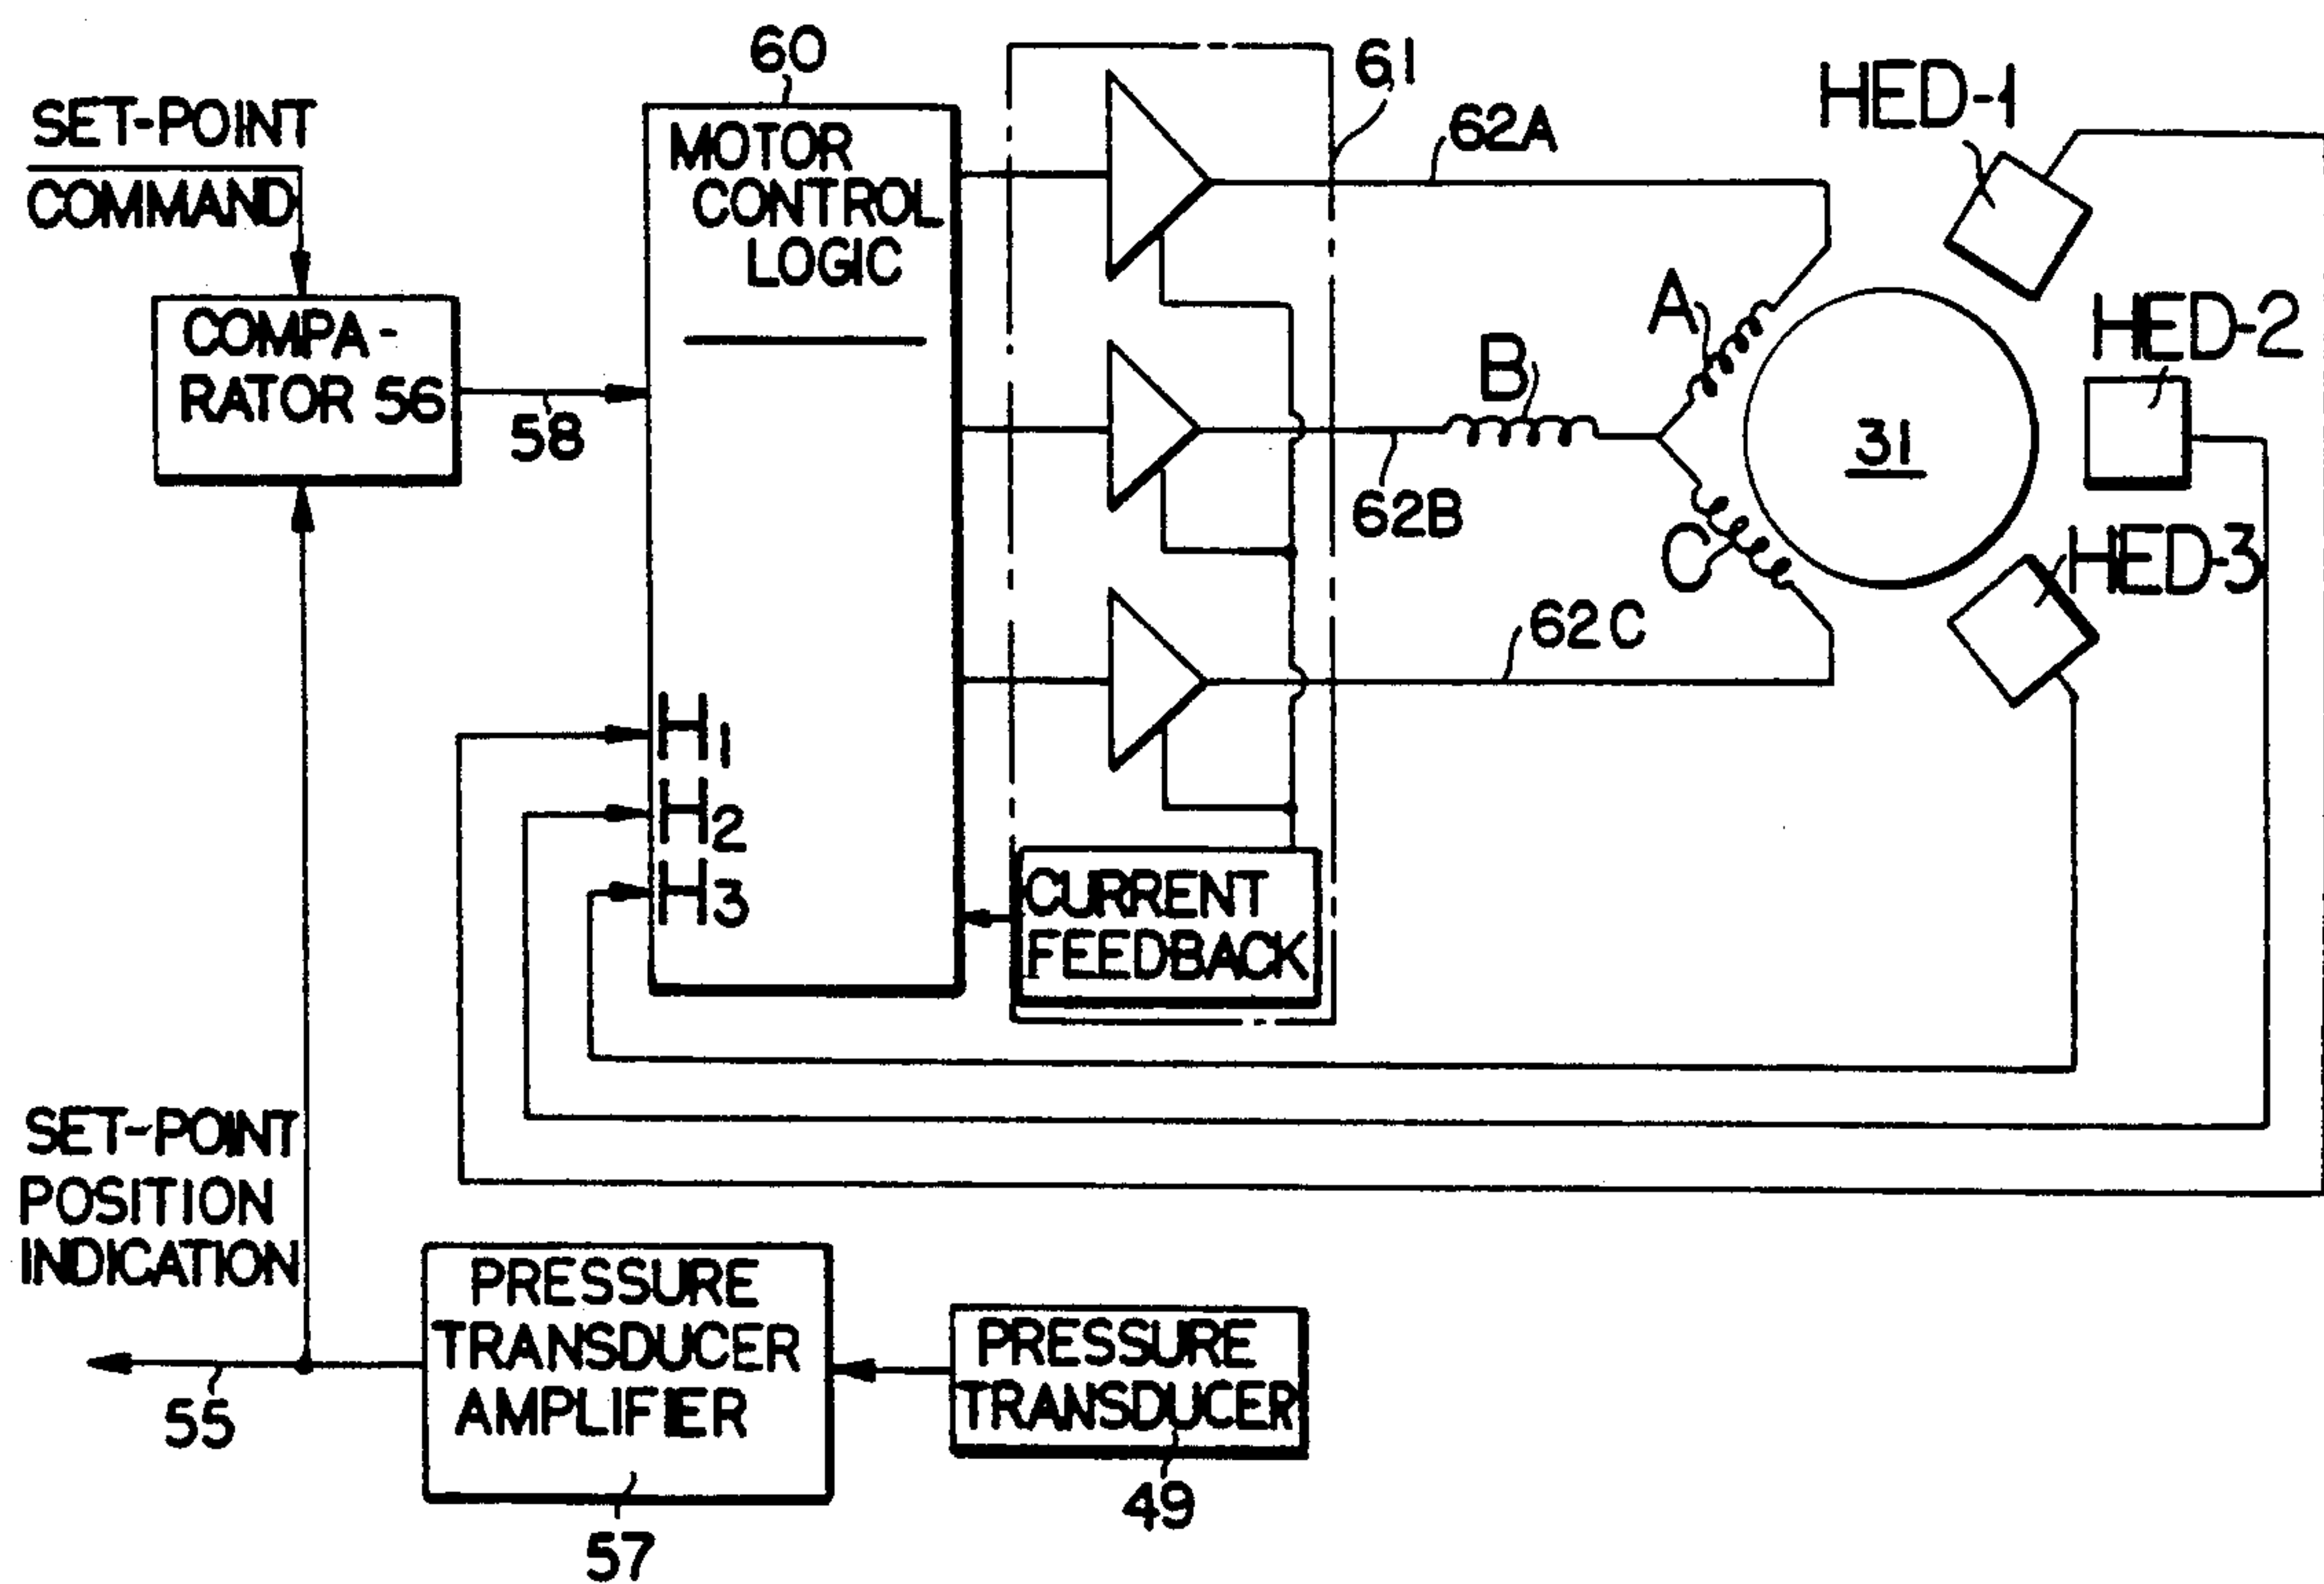 60
61
HED-1
SET-POINT
COMMAND
MOTOR
CONTROL
LOGIC
62A
COMPA-
RATOR 56
58
A
B
HED-2
31
62B
C
HED-3
62C
H1
H2
H3
CURRENT
FEEDBACK
SET-POINT
POSITION
INDICATION
55
PRESSURE
TRANSDUCER
AMPLIFIER
57
PRESSURE
TRANSDUCER
49